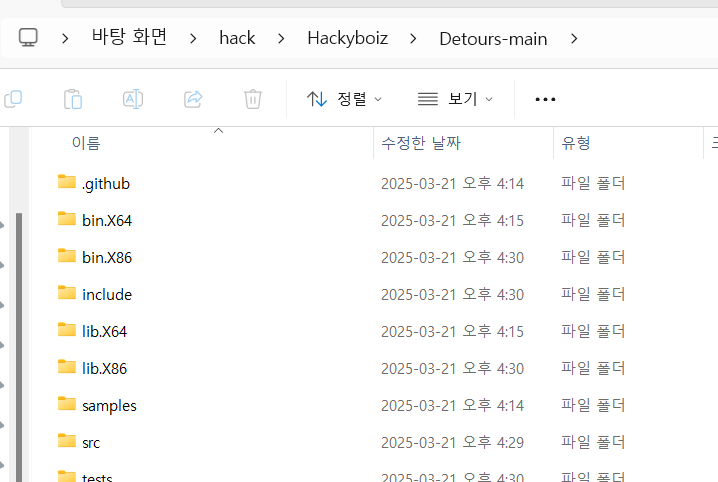 바탕 화면 > hack > Hackyboiz > Detours-main >
정렬 보기
이름 수정한 날짜 유형
.github 2025-03-21 오후 4:14 파일 폴더
bin.X64 2025-03-21 오후 4:15 파일 폴더
bin.X86 2025-03-21 오후 4:30 파일 폴더
include 2025-03-21 오후 4:30 파일 폴더
lib.X64 2025-03-21 오후 4:15 파일 폴더
lib.X86 2025-03-21 오후 4:30 파일 폴더
samples 2025-03-21 오후 4:14 파일 폴더
src 2025-03-21 오후 4:29 파일 폴더
tests 2025-03-21 오후 4:30 파일 폴더